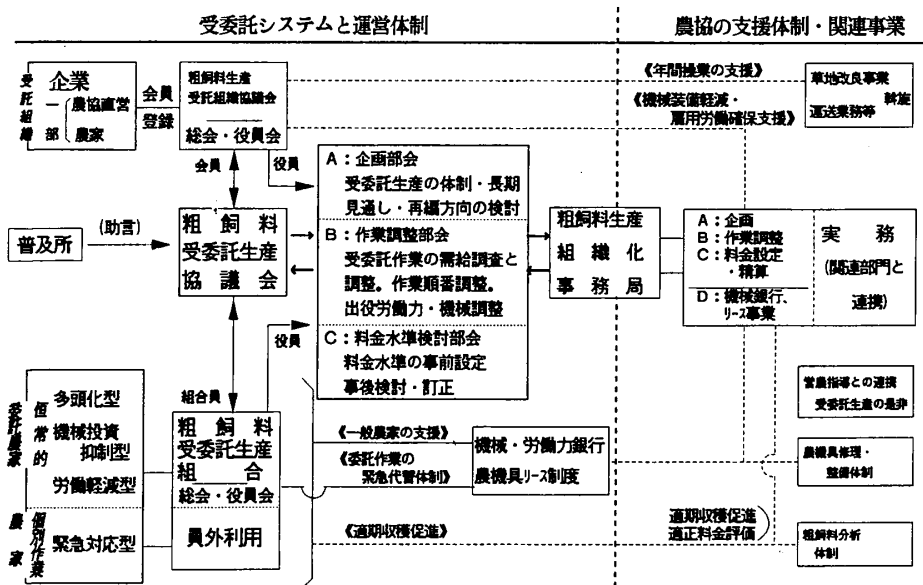 受委託システムと運営体制
農協の支援体制・関連事業
受託組織
企業
一部
農協直営
農家
会員
登録
粗飼料生産
受託組織協議会
総会・役員会
会員
役員
《年間操業の支援》
《機械装備軽減・
雇用労働確保支援》
草地改良事業
斡施
運送業務等
普及所
(助言)
粗飼料
受委託生産
協議会
A：企画部会
受委託生産の体制・長期
見通し・再編方向の検討
B：作業調整部会
受委託作業の需給調査と
調整。作業順番調整。
出役労働力・機械調整
C：料金水準検討部会
料金水準の事前設定
事後検討・訂正
役員
粗飼料生産
組織化
事務局
A：企画
B：作業調整
C：料金設定
・精算
D：機械銀行、
リース事業
実務
(関連部門と
連携)
委託農家
恒常的
多頭化型
機械投資
抑制型
労働軽減型
個別作業
農家
緊急対応型
組合員
粗飼料
受委託生産
組合
総会・役員会
員外利用
《一般農家の支援》
《委託作業の
緊急代替体制》
《適期収穫促進》
機械・労働力銀行
農機具リース制度
適期収穫促進
適正料金評価
営農指導との連携
受委託生産の是非
農機具修理・
整備体制
粗飼料分析
体制